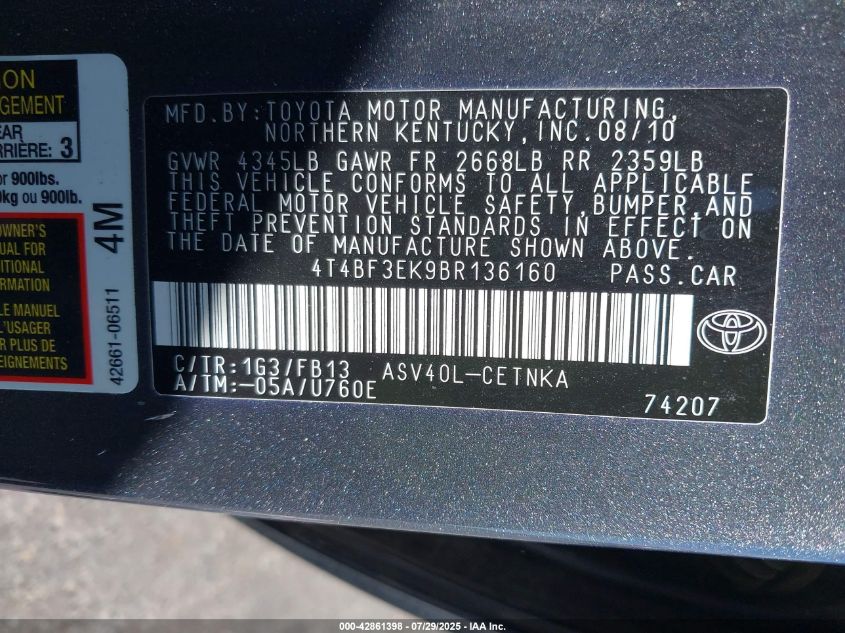 ION
GEMENT
EAR
ARRIÈRE: 3
or 900lbs.
0kg ou 900lb.
OWNER'S
UAL FOR
DITIONAL
RMATION
LE MANUEL
L'USAGER
R PLUS DE
EIGNEMENTS
4M
42661-06511
MFD.BY:TOYOTA MOTOR MANUFACTURING,
NORTHERN KENTUCKY,INC.08/10
GVWR 4345LB GAWR FR 2668LB RR 2359LB
THIS VEHICLE CONFORMS TO ALL APPLICABLE
FEDERAL MOTOR VEHICLE SAFETY,BUMPER,AND
THEFT PREVENTION STANDARDS IN EFFECT ON
THE DATE OF MANUFACTURE SHOWN ABOVE.
4T4BF3EK9BR136160 PASS.CAR
C/TR:1G3/FB13 ASV40L-CETNKA
A/TM:-05A/U760E
74207
000-42861398 - 07/29/2025 - IAA Inc.